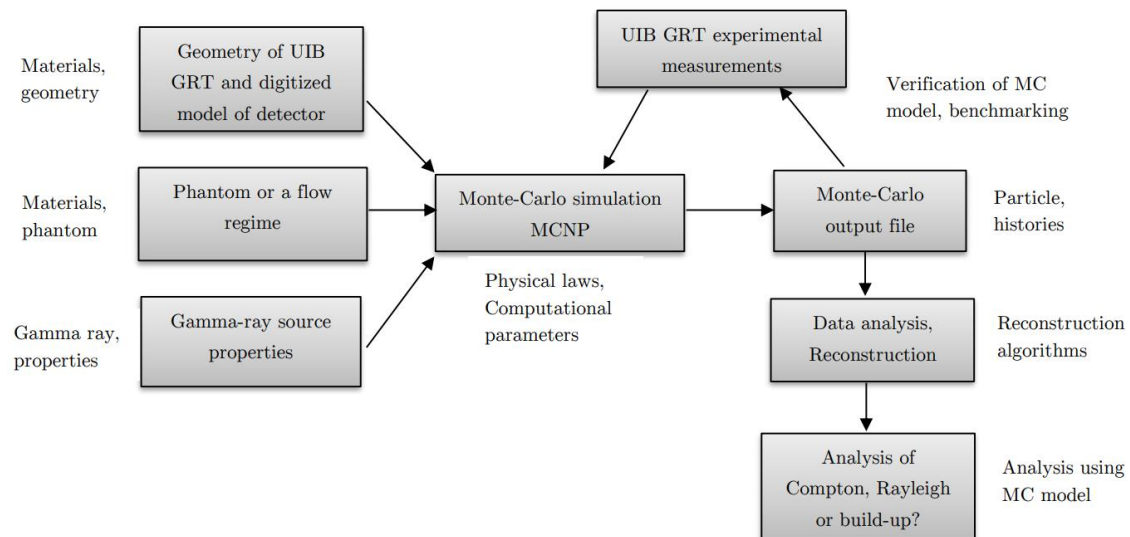 Materials,
geometry
Geometry of UIB
GRT and digitized
model of detector
UIB GRT experimental
measurements
Verification of MC
model, benchmarking
Materials,
phantom
Phantom or a flow
regime
Monte-Carlo simulation
MCNP
Monte-Carlo
output file
Particle,
histories
Physical laws,
Computational
parameters
Gamma ray,
properties
Gamma-ray source
properties
Data analysis,
Reconstruction
Reconstruction
algorithms
Analysis of
Compton, Rayleigh
or build-up?
Analysis using
MC model